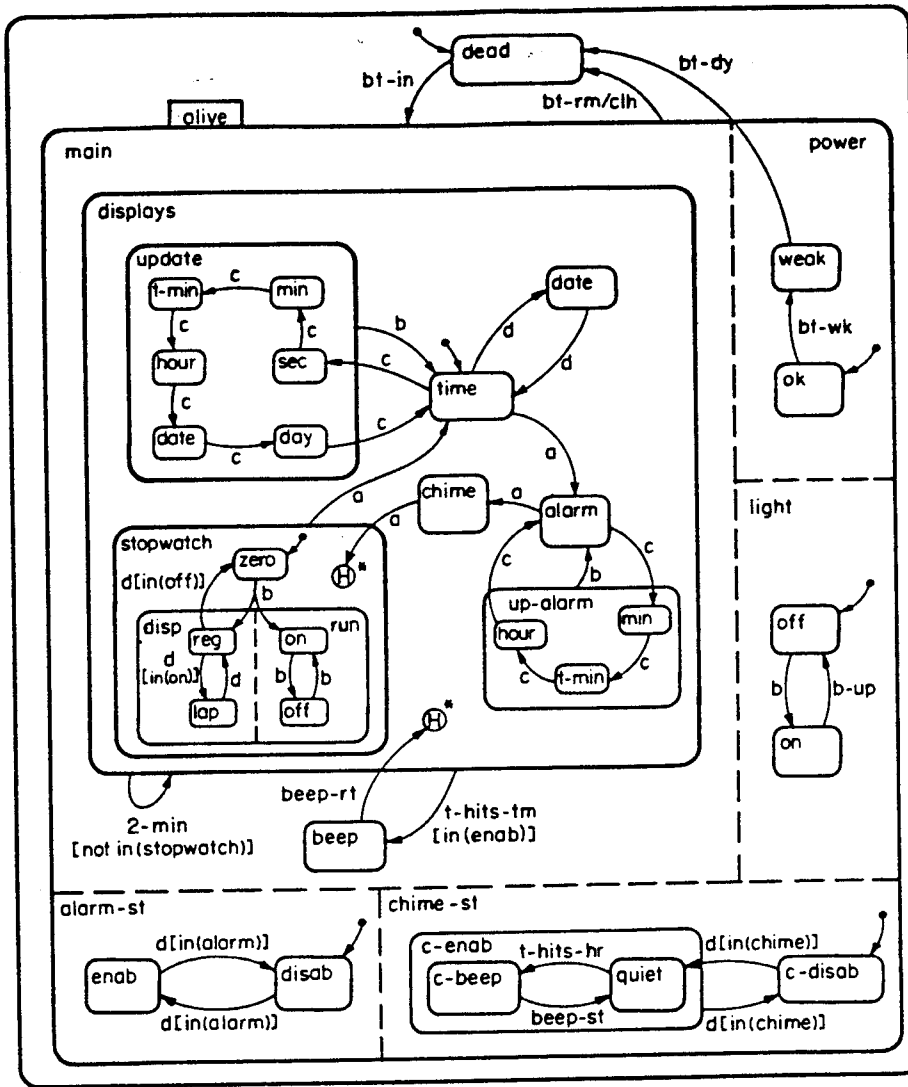 dead
bt-dy
bt-in
bt-rm/clh
alive
main
power
displays
update
t-min
c
min
date
weak
c
c
b
d
bt-wk
hour
sec
c
d
time
ok
c
date
day
c
c
a
a
chime
a
alarm
light
stopwatch
a
zero
H*
c
c
d[in(off)]
b
b
up-alarm
disp
reg
on
run
hour
min
off
d
[in(on)]
d
b
b
c
t-min
c
b
b-up
lap
off
H*
on
beep-rt
t-hits-tm
[in(enab)]
2-min
[not in(stopwatch)]
beep
alarm-st
chime-st
d[in(alarm)]
c-enab
t-hits-hr
d[in(chime)]
enab
disab
c-beep
quiet
c-disab
d[in(alarm)]
beep-st
d[in(chime)]